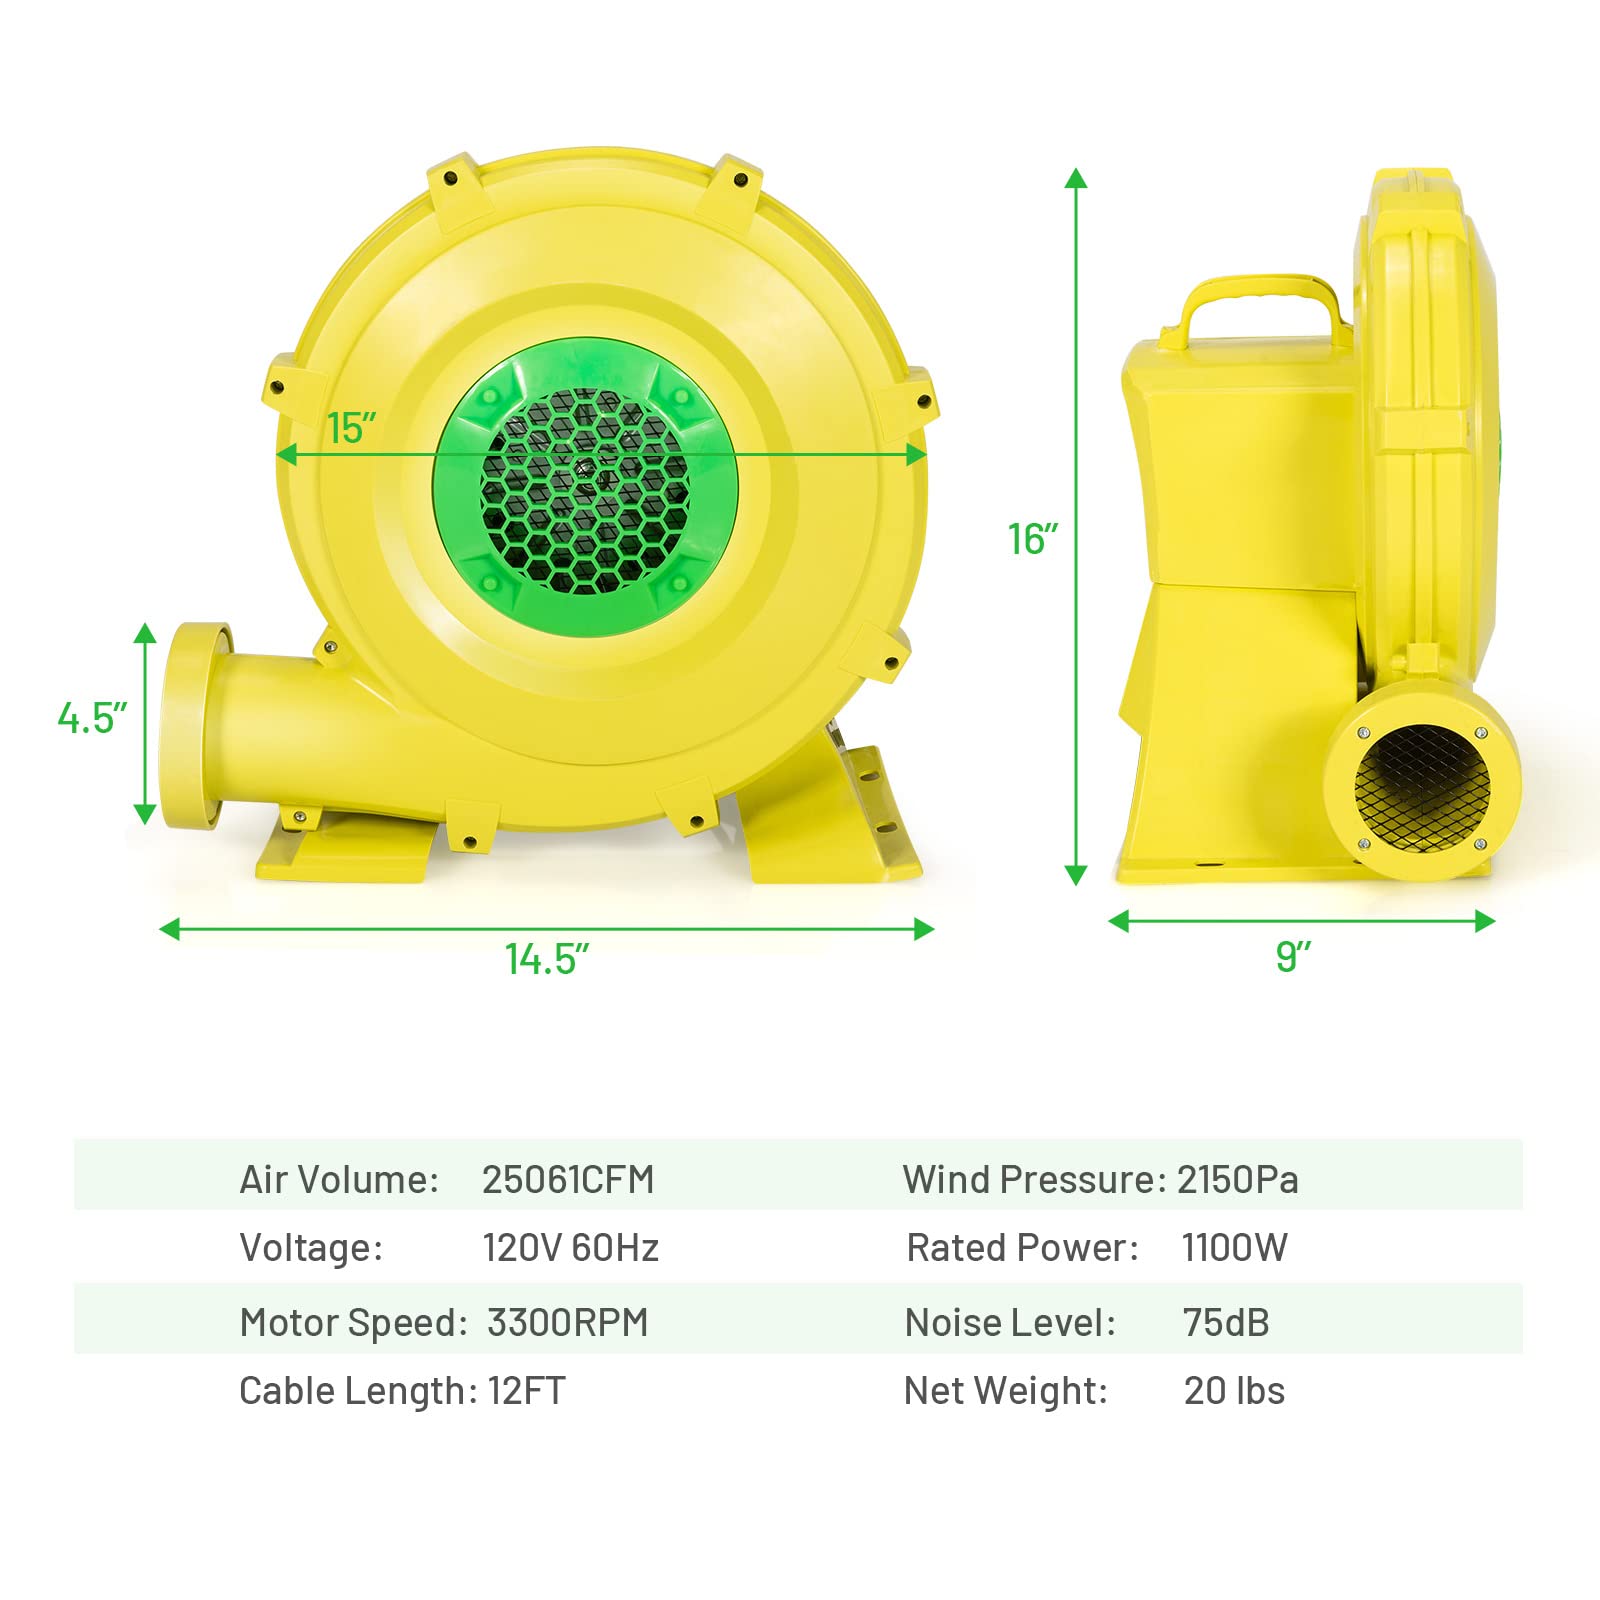 15″
16″
4.5″
14.5″
9″
Air Volume: 25061CFM
Wind Pressure: 2150Pa
Voltage: 120V 60Hz
Rated Power: 1100W
Motor Speed: 3300RPM
Noise Level: 75dB
Cable Length: 12FT
Net Weight: 20 lbs